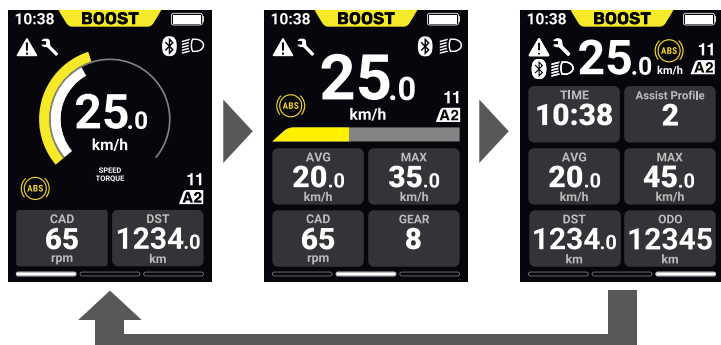 10:38 BOOST
25.0
km/h
SPEED
TORQUE
(ABS)
11
A2
CAD
65
rpm
DST
1234.0
km
10:38 BOOST
25.0
km/h
(ABS)
11
A2
AVG
20.0
km/h
MAX
35.0
km/h
CAD
65
rpm
GEAR
8
10:38 BOOST
25.0
km/h
(ABS)
11
A2
TIME
10:38
Assist Profile
2
AVG
20.0
km/h
MAX
45.0
km/h
DST
1234.0
km
ODO
12345
km